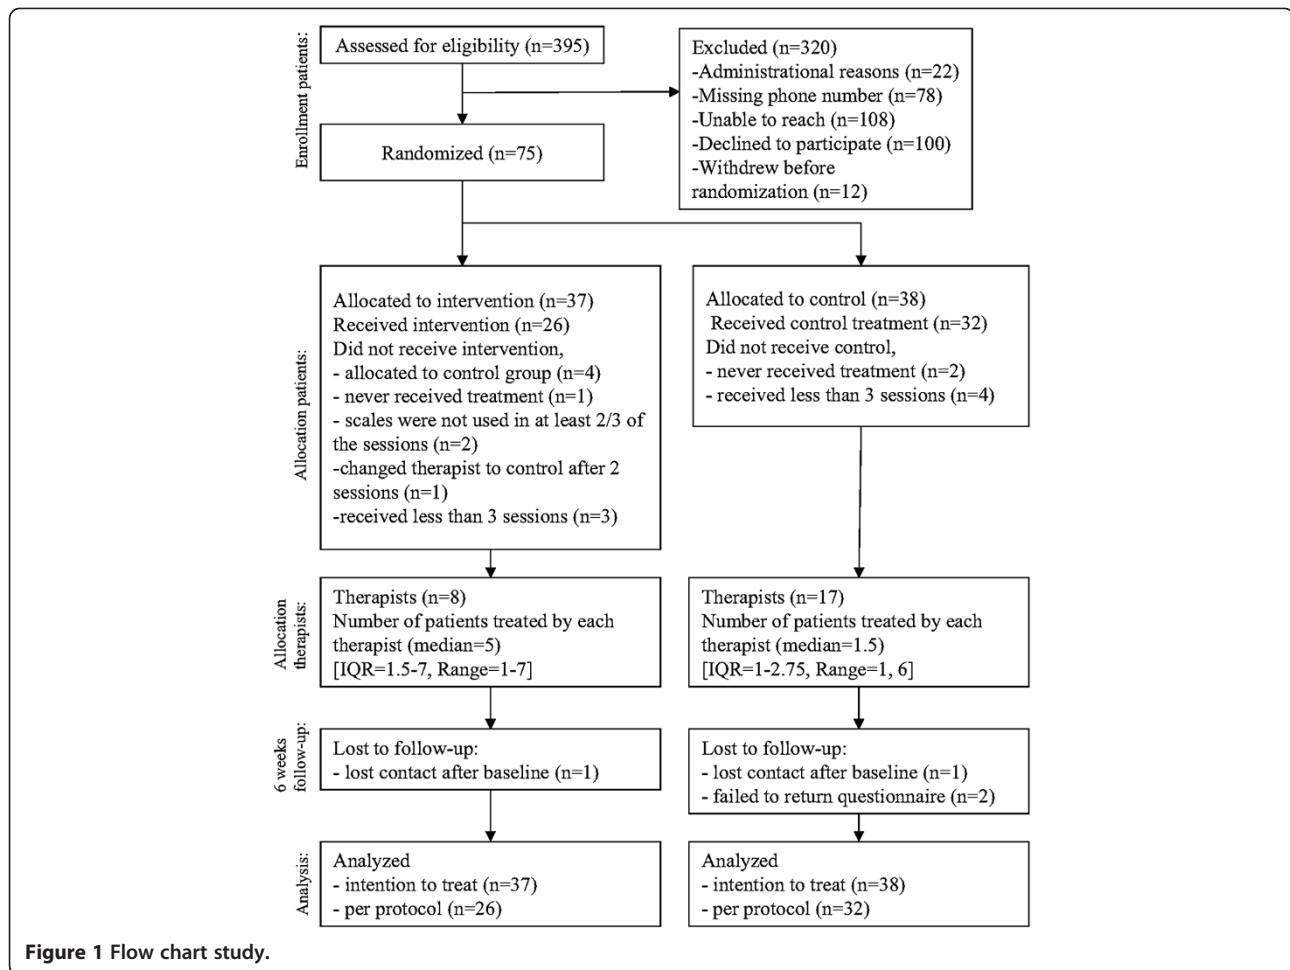 Enrollment patients:
Assessed for eligibility (n=395)
Excluded (n=320)
-Administrational reasons (n=22)
-Missing phone number (n=78)
-Unable to reach (n=108)
-Declined to participate (n=100)
-Withdrew before
randomization (n=12)
Randomized (n=75)
Allocation patients:
Allocated to intervention (n=37)
Received intervention (n=26)
Did not receive intervention,
- allocated to control group (n=4)
- never received treatment (n=1)
- scales were not used in at least 2/3 of
the sessions (n=2)
-changed therapist to control after 2
sessions (n=1)
-received less than 3 sessions (n=3)
Allocated to control (n=38)
Received control treatment (n=32)
Did not receive control,
- never received treatment (n=2)
- received less than 3 sessions (n=4)
Allocation
therapists:
Therapists (n=8)
Number of patients treated by each
therapist (median=5)
[IQR=1.5-7, Range=1-7]
Therapists (n=17)
Number of patients treated by each
therapist (median=1.5)
[IQR=1-2.75, Range=1, 6]
6 weeks
follow-up:
Lost to follow-up:
- lost contact after baseline (n=1)
Lost to follow-up:
- lost contact after baseline (n=1)
- failed to return questionnaire (n=2)
Analysis:
Analyzed
- intention to treat (n=37)
- per protocol (n=26)
Analyzed
- intention to treat (n=38)
- per protocol (n=32)
Figure 1 Flow chart study.